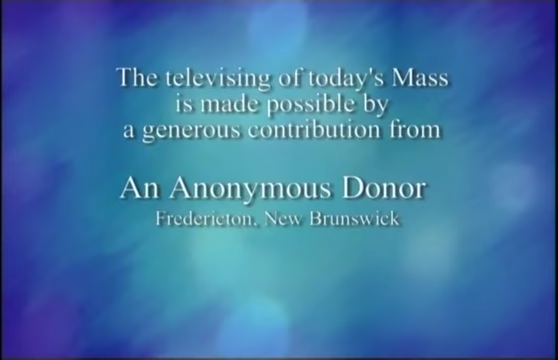 The televising of today's Mass
is made possible by
a generous contribution from
An Anonymous Donor
Fredericton, New Brunswick